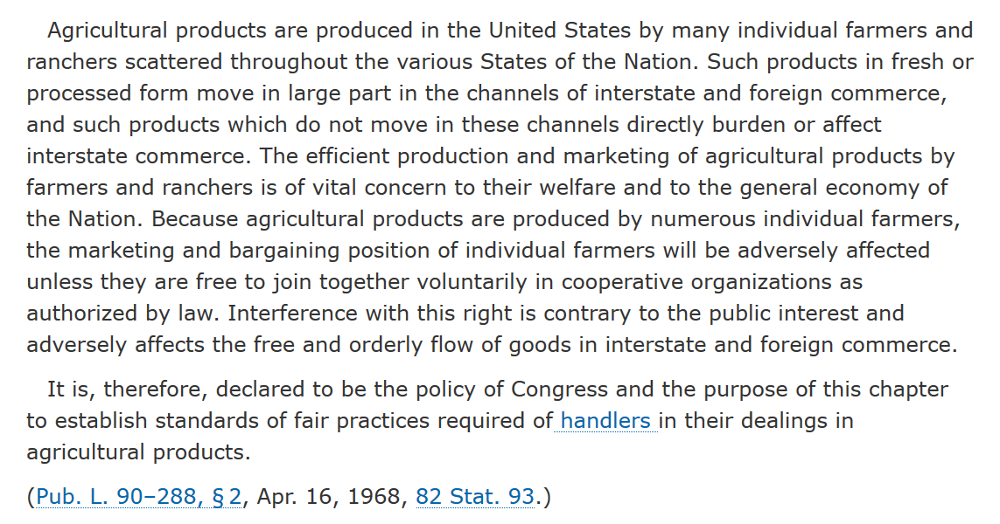 Agricultural products are produced in the United States by many individual farmers and
ranchers scattered throughout the various States of the Nation. Such products in fresh or
processed form move in large part in the channels of interstate and foreign commerce,
and such products which do not move in these channels directly burden or affect
interstate commerce. The efficient production and marketing of agricultural products by
farmers and ranchers is of vital concern to their welfare and to the general economy of
the Nation. Because agricultural products are produced by numerous individual farmers,
the marketing and bargaining position of individual farmers will be adversely affected
unless they are free to join together voluntarily in cooperative organizations as
authorized by law. Interference with this right is contrary to the public interest and
adversely affects the free and orderly flow of goods in interstate and foreign commerce.
It is, therefore, declared to be the policy of Congress and the purpose of this chapter
to establish standards of fair practices required of handlers in their dealings in
agricultural products.
(Pub. L. 90–288, § 2, Apr. 16, 1968, 82 Stat. 93.)